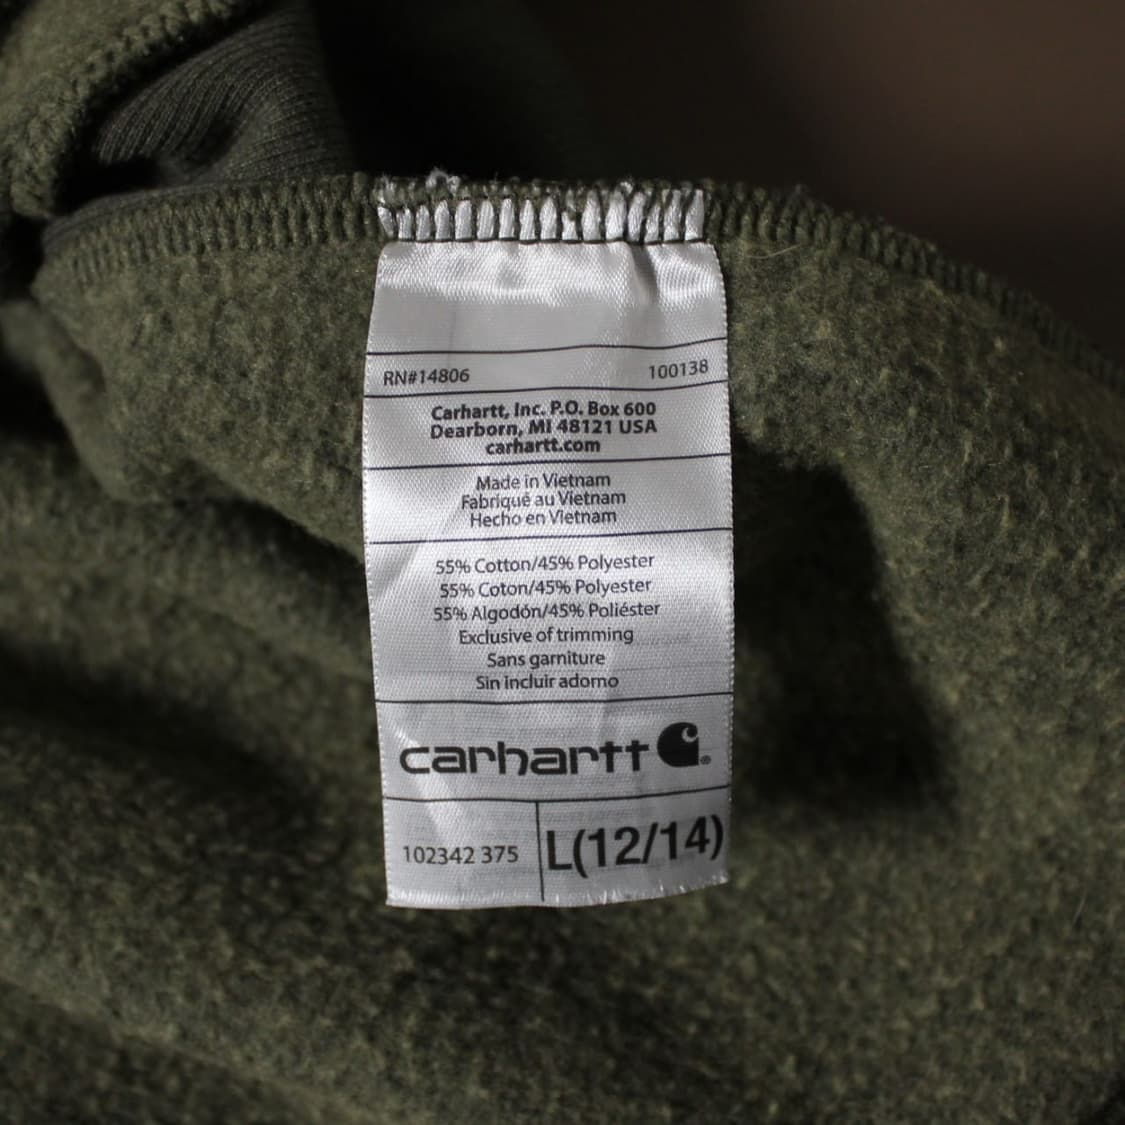 RN#14806 100138
Carhartt, Inc. P.O. Box 600
Dearborn, MI 48121 USA
carhartt.com
Made in Vietnam
Fabriqué au Vietnam
Hecho en Vietnam
55% Cotton/45% Polyester
55% Coton/45% Polyester
55% Algodón/45% Poliéster
Exclusive of trimming
Sans garniture
Sin incluir adorno
carhartt®
102342 375 L(12/14)